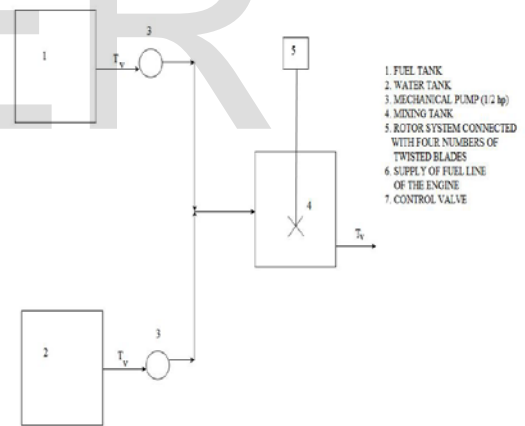 ER
3
5
1
Tv
1. FUEL TANK
2. WATER TANK
3. MECHANICAL PUMP (1/2 hp)
4. MIXING TANK
5. ROTOR SYSTEM CONNECTED
WITH FOUR NUMBERS OF
TWISTED BLADES
6. SUPPLY OF FUEL LINE
OF THE ENGINE
7. CONTROL VALVE
4
Tv
3
2
Tv